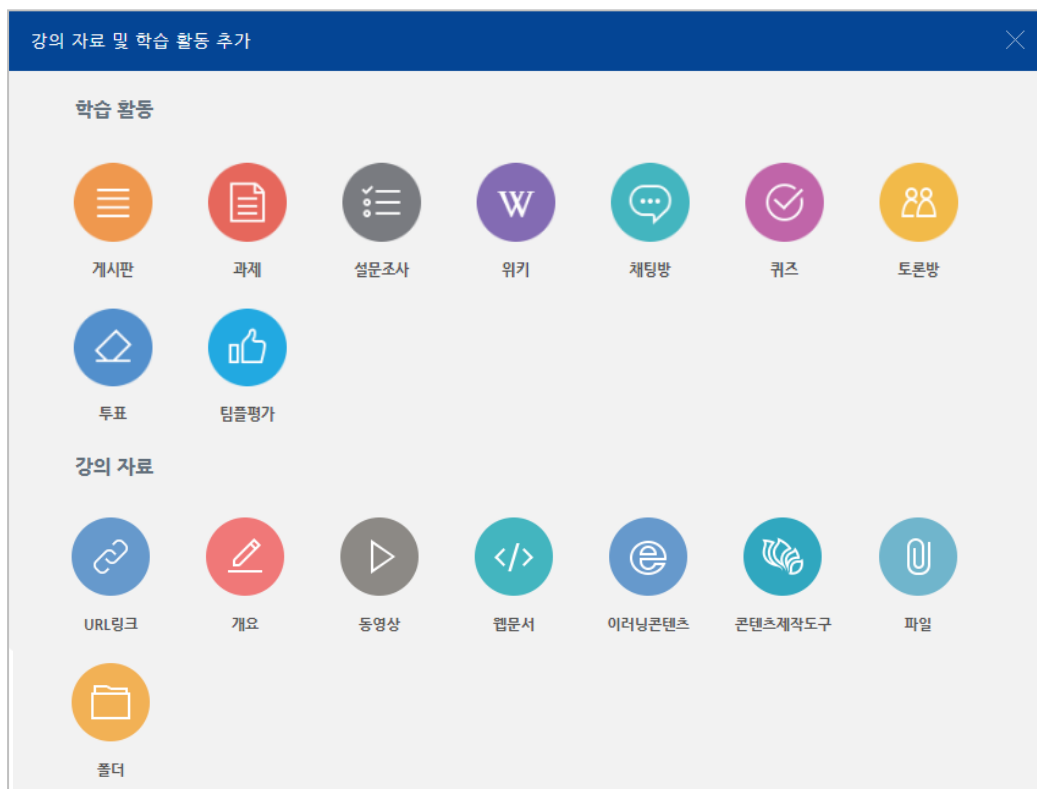 강의 자료 및 학습 활동 추가
학습 활동
게시판 과제 설문조사 위키 채팅방 퀴즈 토론방
투표 팀플평가
강의 자료
URL링크 개요 동영상 웹문서 이러닝콘텐츠 콘텐츠제작도구 파일
폴더